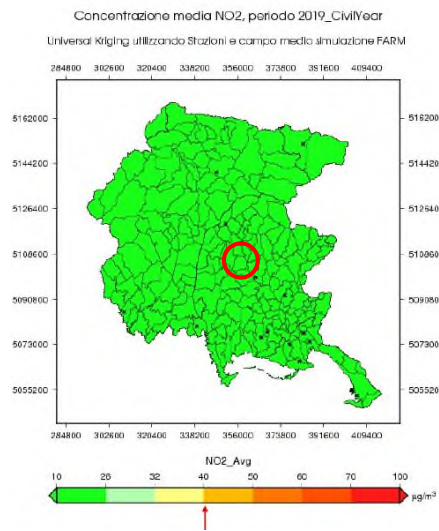 Concentrazione media NO2, periodo 2019_CivilYear
Universal Kriging utilizzando Stazioni e campo medio simulazione FARM
284800 302600 320400 338200 356000 373800 391600 409400
5162000 5162000
5144200 5144200
5126400 5126400
5108600 5108600
5090800 5090800
5073000 5073000
5055200 5055200
284800 302600 320400 338200 356000 373800 391600 409400
NO2_Avg
10 26 32 40 50 60 70 100
µg/m³